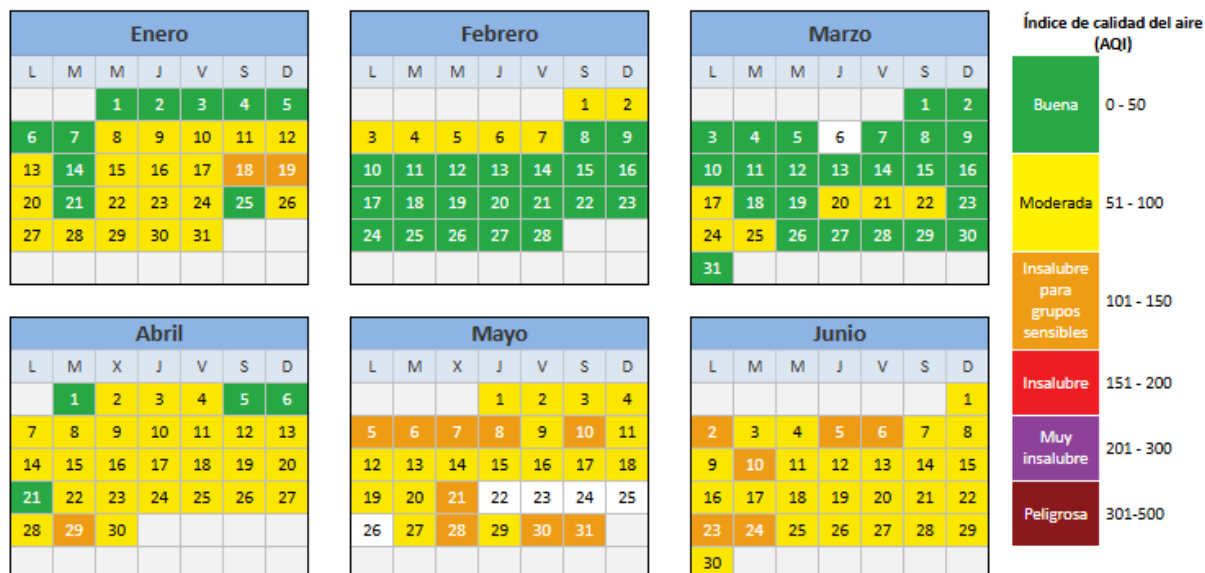 Enero
L M M J V S D
1 2 3 4 5
6 7 8 9 10 11 12
13 14 15 16 17 18 19
20 21 22 23 24 25 26
27 28 29 30 31
Febrero
L M M J V S D
1 2
3 4 5 6 7 8 9
10 11 12 13 14 15 16
17 18 19 20 21 22 23
24 25 26 27 28
Marzo
L M M J V S D
1 2
3 4 5 6 7 8 9
10 11 12 13 14 15 16
17 18 19 20 21 22 23
24 25 26 27 28 29 30
31
Abril
L M X J V S D
1 2 3 4 5 6
7 8 9 10 11 12 13
14 15 16 17 18 19 20
21 22 23 24 25 26 27
28 29 30
Mayo
L M X J V S D
1 2 3 4
5 6 7 8 9 10 11
12 13 14 15 16 17 18
19 20 21 22 23 24 25
26 27 28 29 30 31
Junio
L M M J V S D
1
2 3 4 5 6 7 8
9 10 11 12 13 14 15
16 17 18 19 20 21 22
23 24 25 26 27 28 29
30
Índice de calidad del aire
(AQI)
Buena 0 - 50
Moderada 51 - 100
Insalubre
para
grupos
sensibles
101 - 150
Insalubre 151 - 200
Muy
insalubre
201 - 300
Peligrosa 301-500